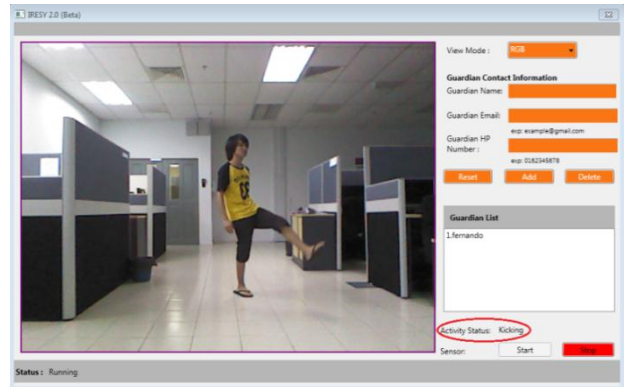 IRESY 2.0 (Beta)
View Mode : RGB
Guardian Contact Information
Guardian Name:
Guardian Email:
exp: example@gmail.com
Guardian HP
Number :
exp: 0162345678
Reset Add Delete
Guardian List
1.fernando
Activity Status: Kicking
Sensor: Start Stop
Status : Running